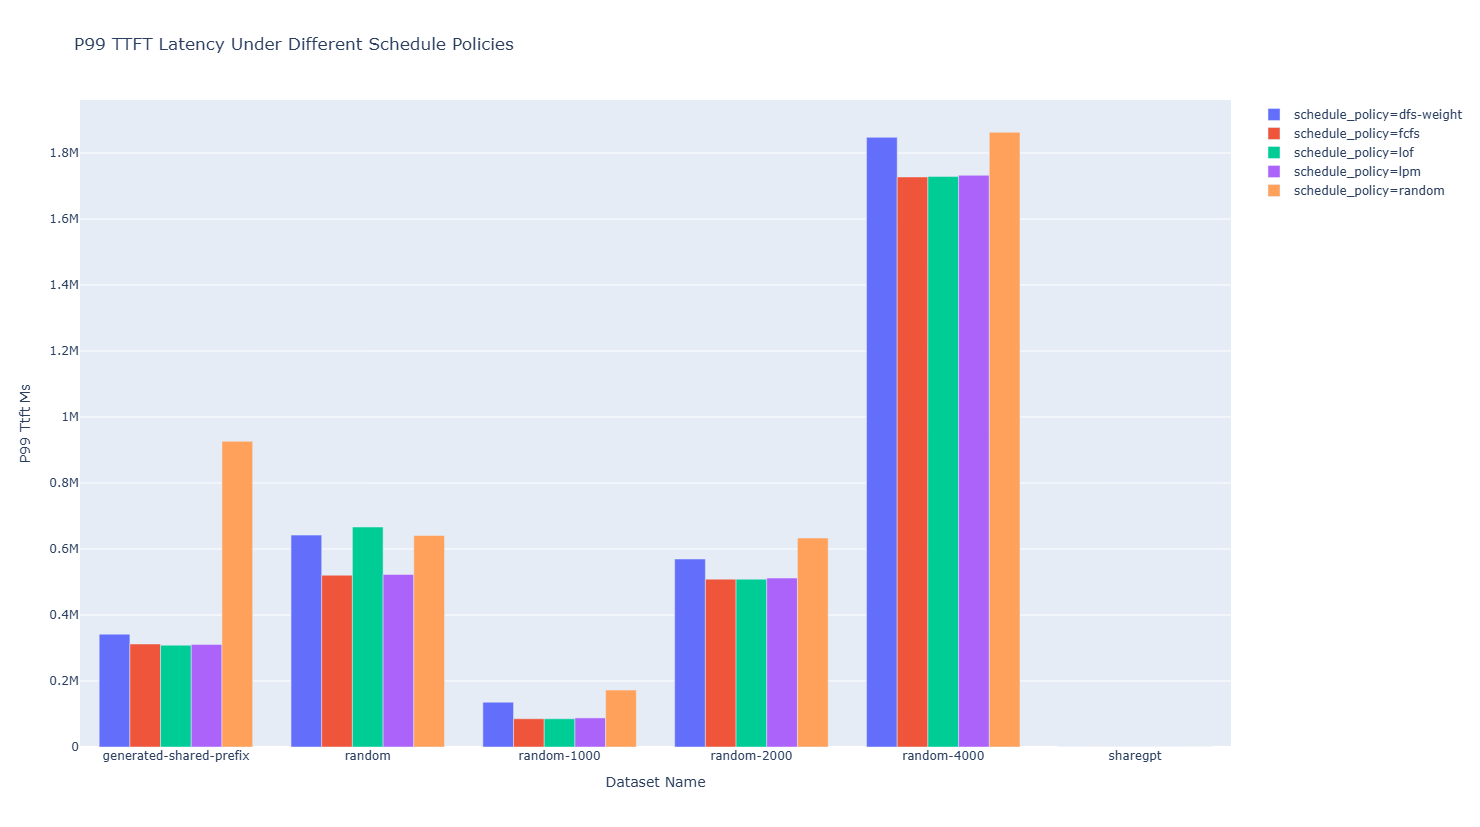 P99 TTFT Latency Under Different Schedule Policies
schedule_policy=dfs-weight
schedule_policy=fcfs
schedule_policy=lof
schedule_policy=lpm
schedule_policy=random
1.8M
1.6M
1.4M
1.2M
1M
0.8M
0.6M
0.4M
0.2M
0
P99 Ttft Ms
generated-shared-prefix
random
random-1000
random-2000
random-4000
sharegpt
Dataset Name